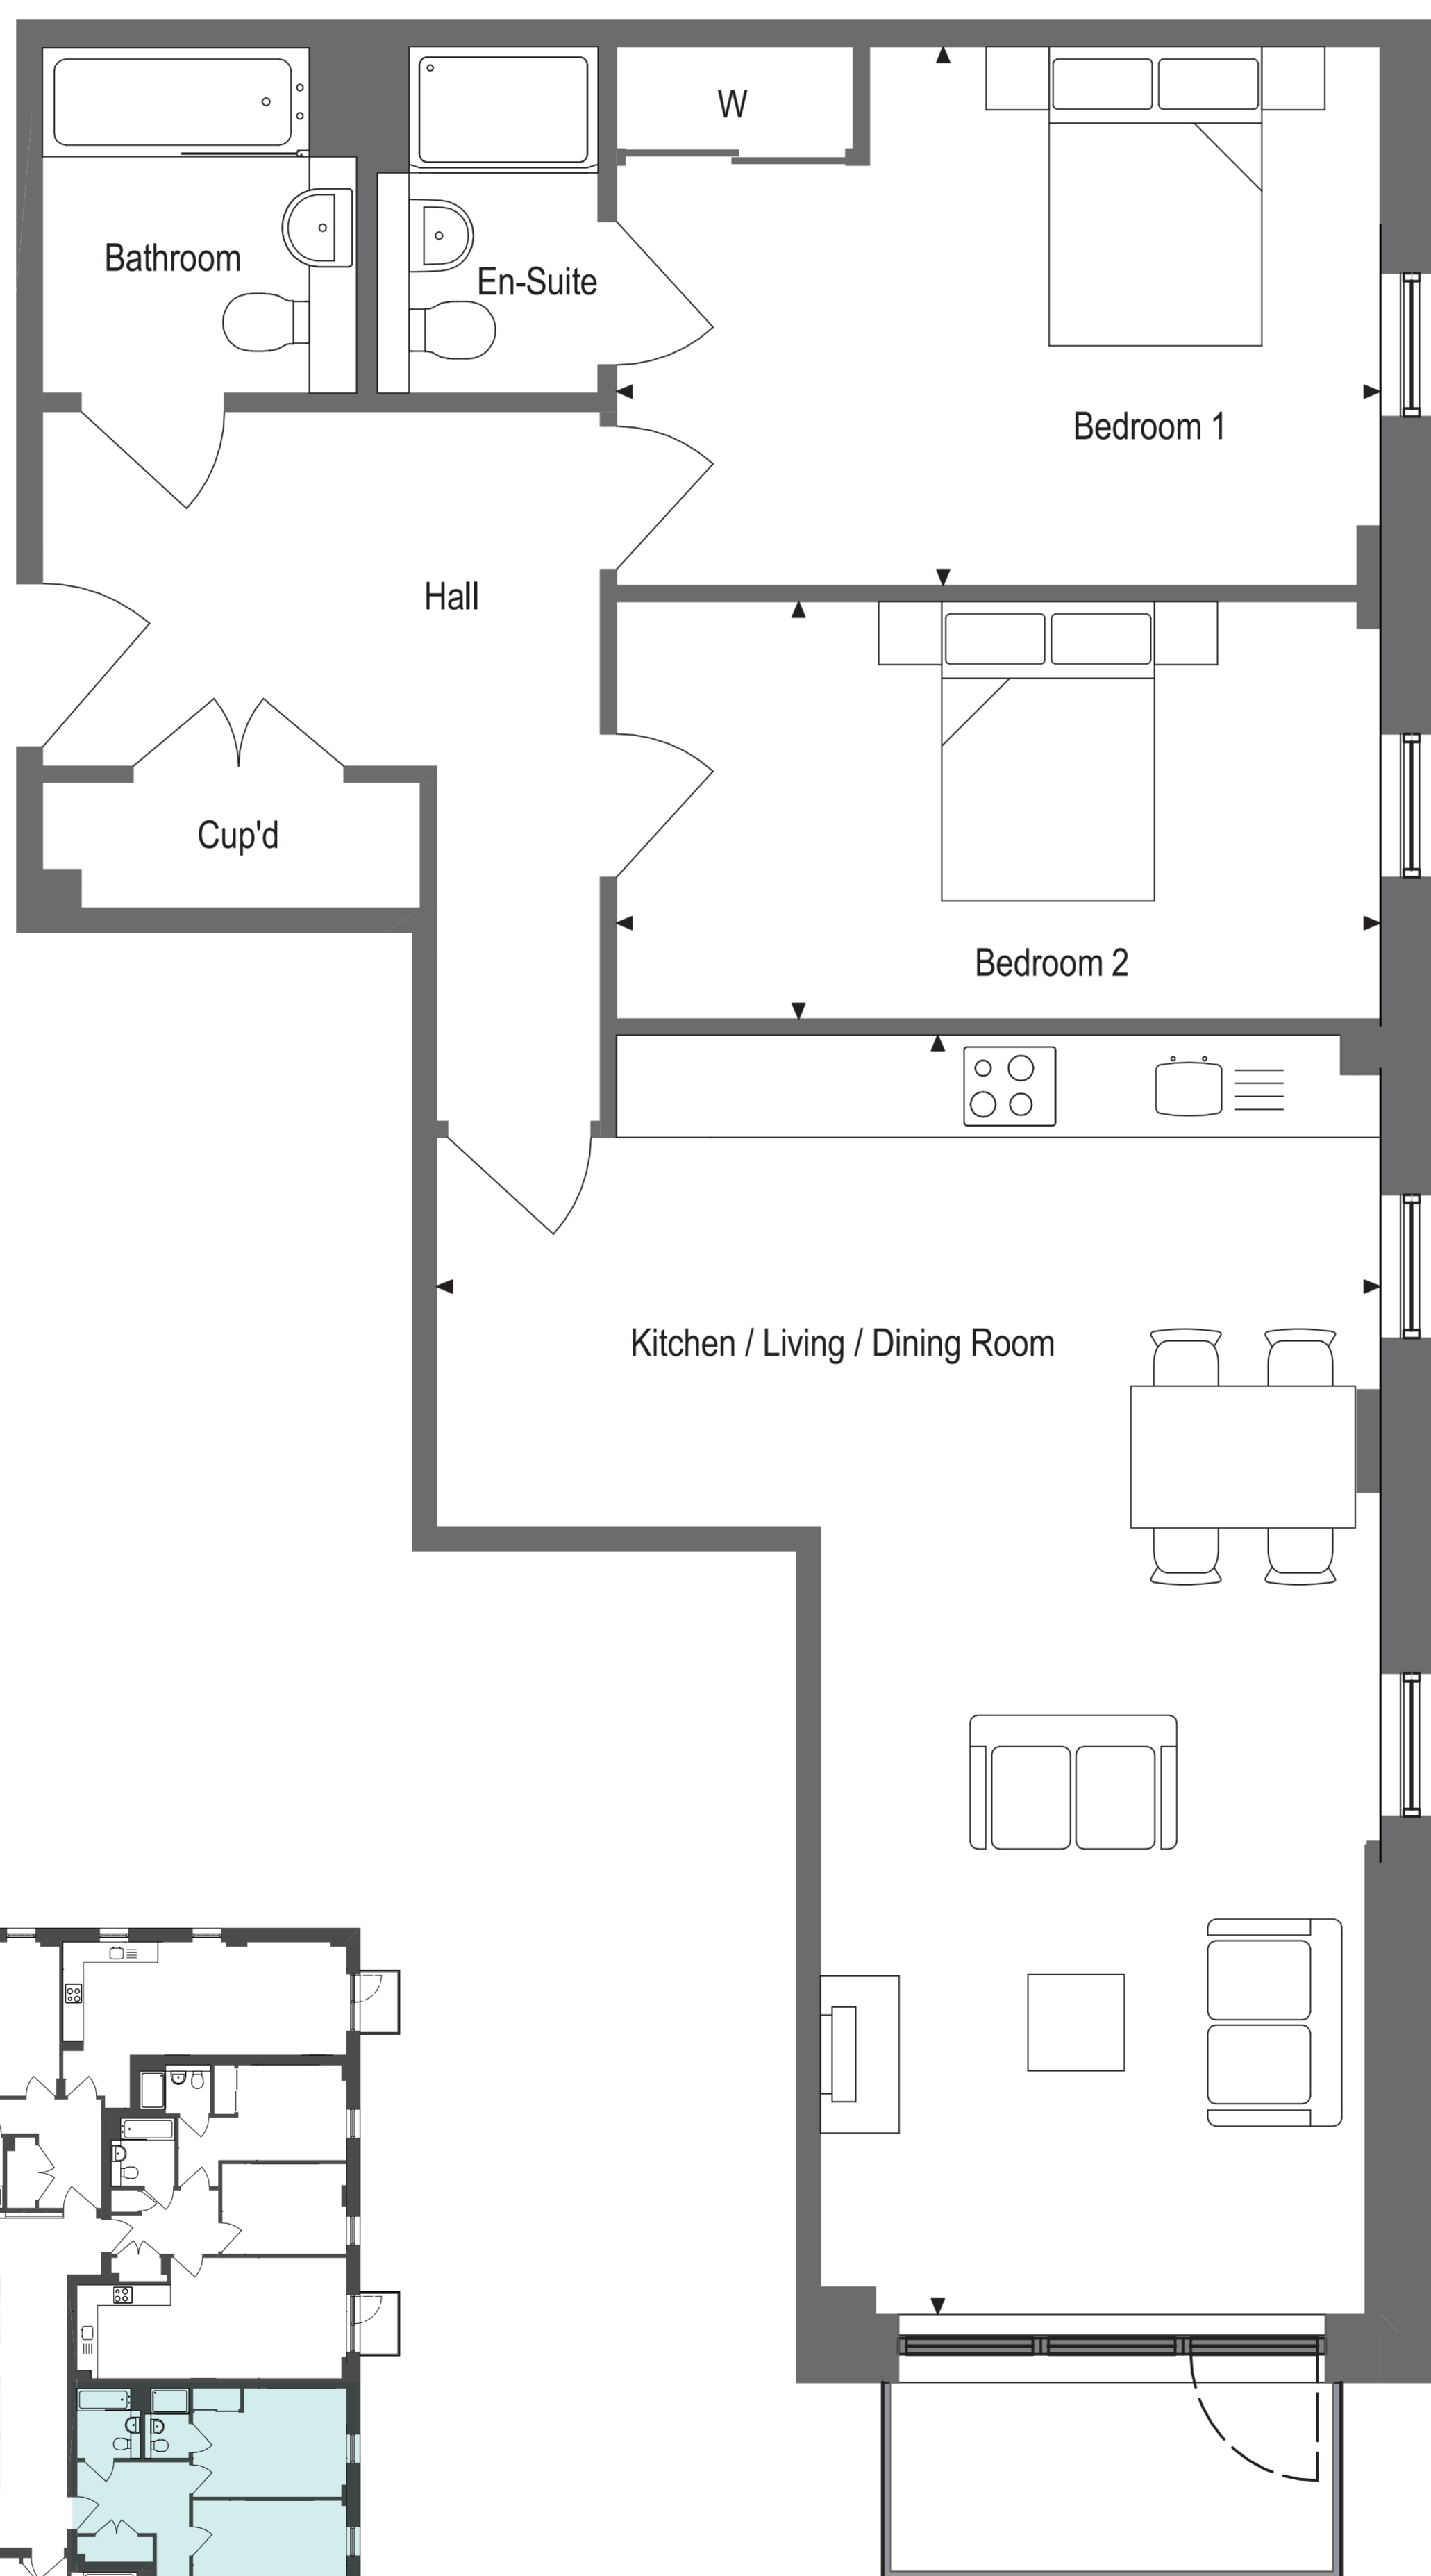 W
Bathroom
En-Suite
Bedroom 1
Hall
Cup'd
Bedroom 2
Kitchen / Living / Dining Room